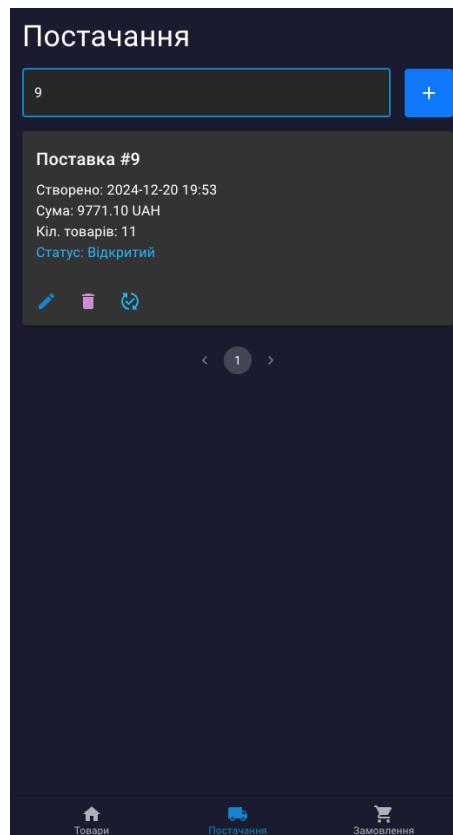 Постачання
9
+
Поставка #9
Створено: 2024-12-20 19:53
Сума: 9771.10 UAH
Кіл. товарів: 11
Статус: Відкритий
1
Товари
Постачання
Замовлення